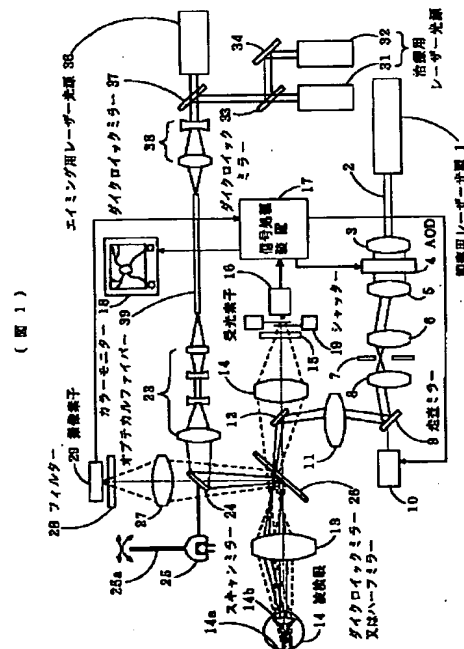 (図 1)
エイミング用レーザー光源 36
ダイクロイックミラー 37
38
ダイクロイック
ミラー
33
34
32
31
治療用
レーザー光源
18
カラーモニター
オプチカルファイバー
39
23
17
信号処理
装置
16
受光素子
19 シャッター
15
14
12
29 撮像素子
28 フィルター
27
24
25
25a
スキャンミラー
26
ダイクロイックミラー
又はハーフミラー
13
14 被検眼
14a
14b
観察用レーザー光源 1
2
3
4 AOD
5
6
7
8
9 走査ミラー
10
11